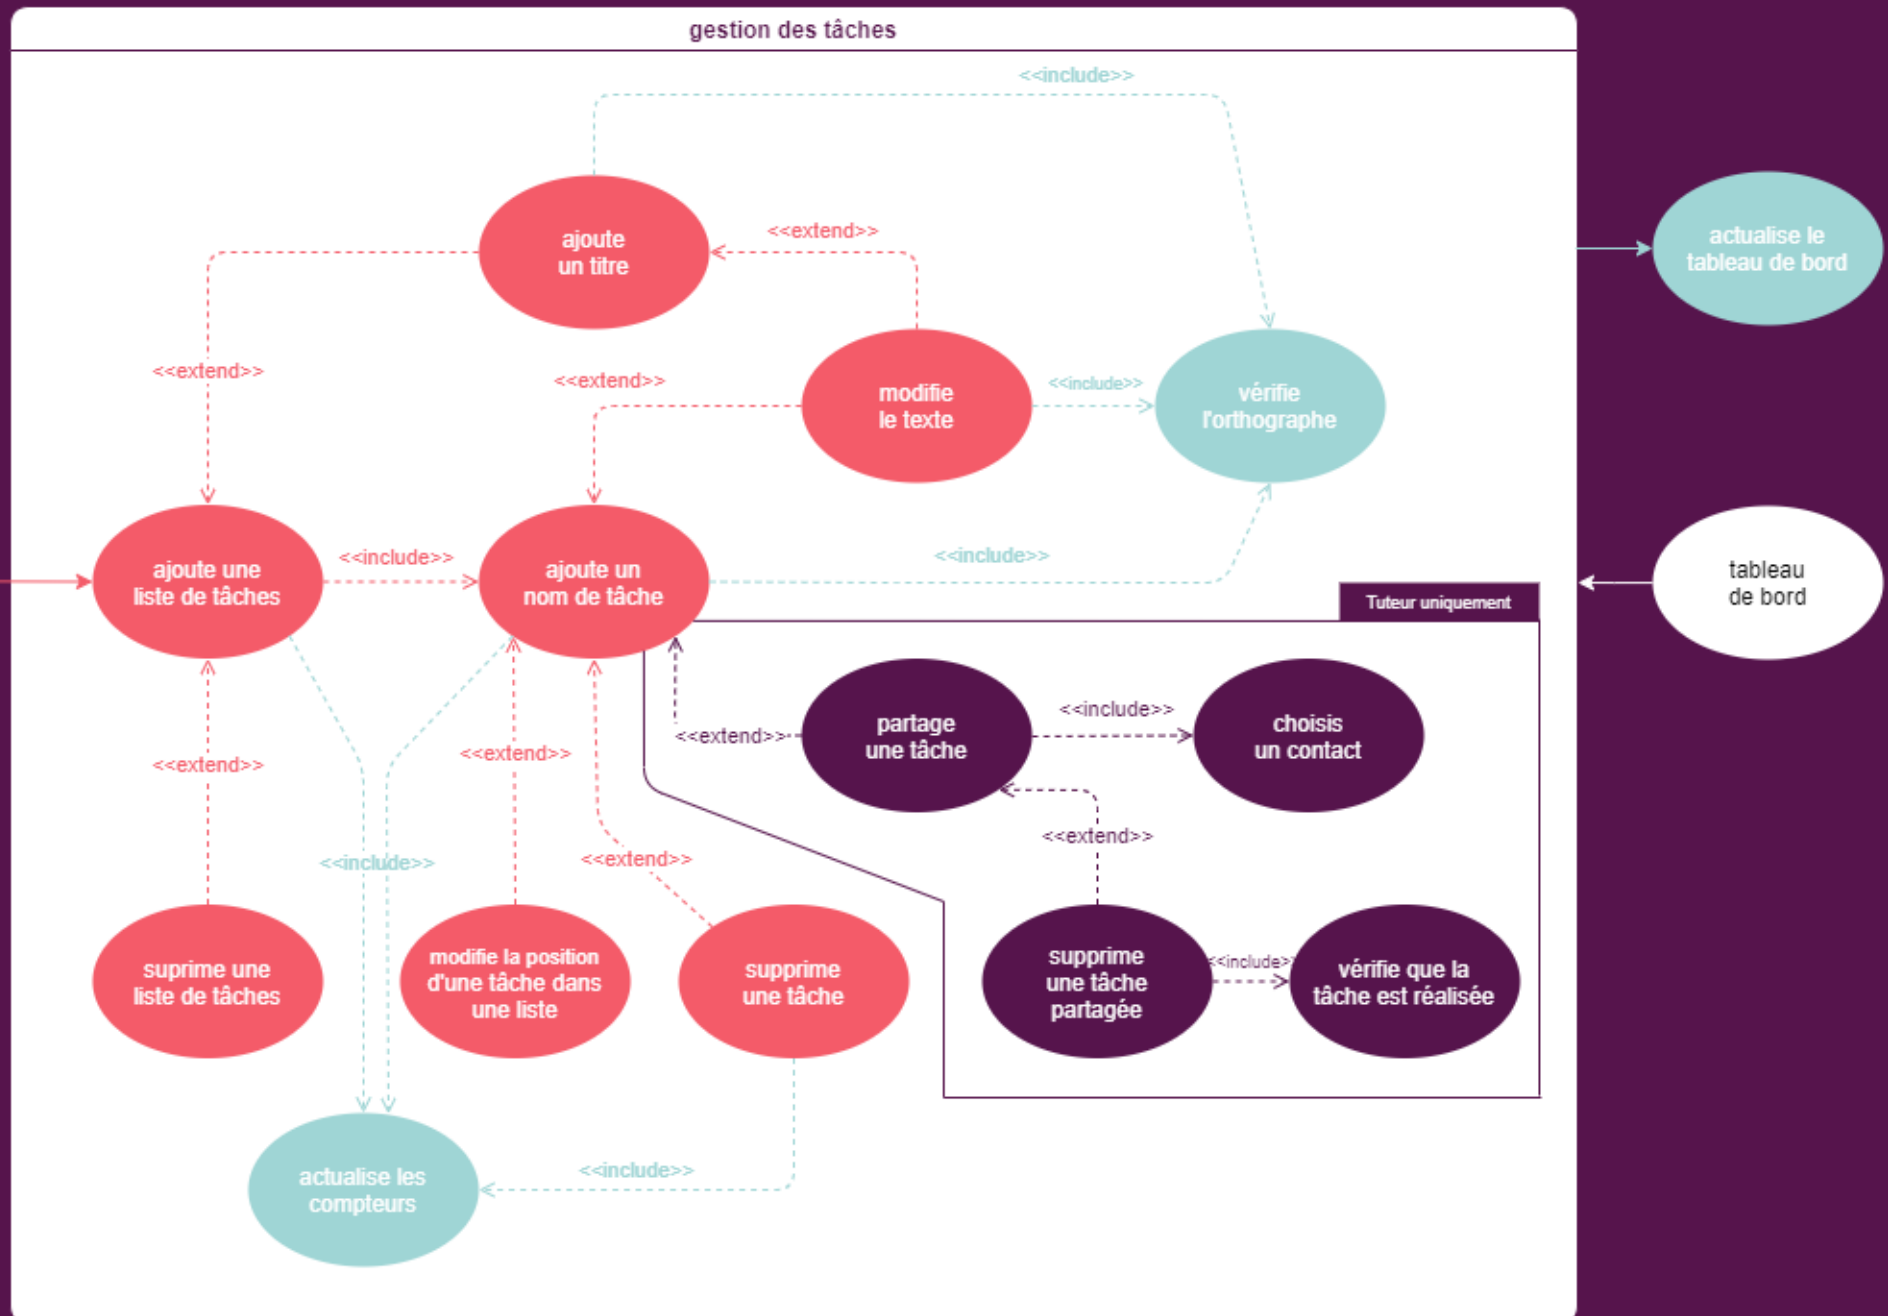 gestion des tâches
<<include>>
ajoute
un titre
<<extend>>
actualise le
tableau de bord
<<extend>>
<<extend>>
modifie
le texte
<<include>>
vérifie
l'orthographe
ajoute une
liste de tâches
<<include>>
ajoute un
nom de tâche
<<include>>
tableau
de bord
Tuteur uniquement
<<extend>>
partage
une tâche
<<include>>
choisis
un contact
<<extend>>
<<extend>>
<<extend>>
<<include>>
<<extend>>
suprime une
liste de tâches
modifie la position
d'une tâche dans
une liste
supprime
une tâche
supprime
une tâche
partagée
<<include>>
vérifie que la
tâche est réalisée
actualise les
compteurs
<<include>>